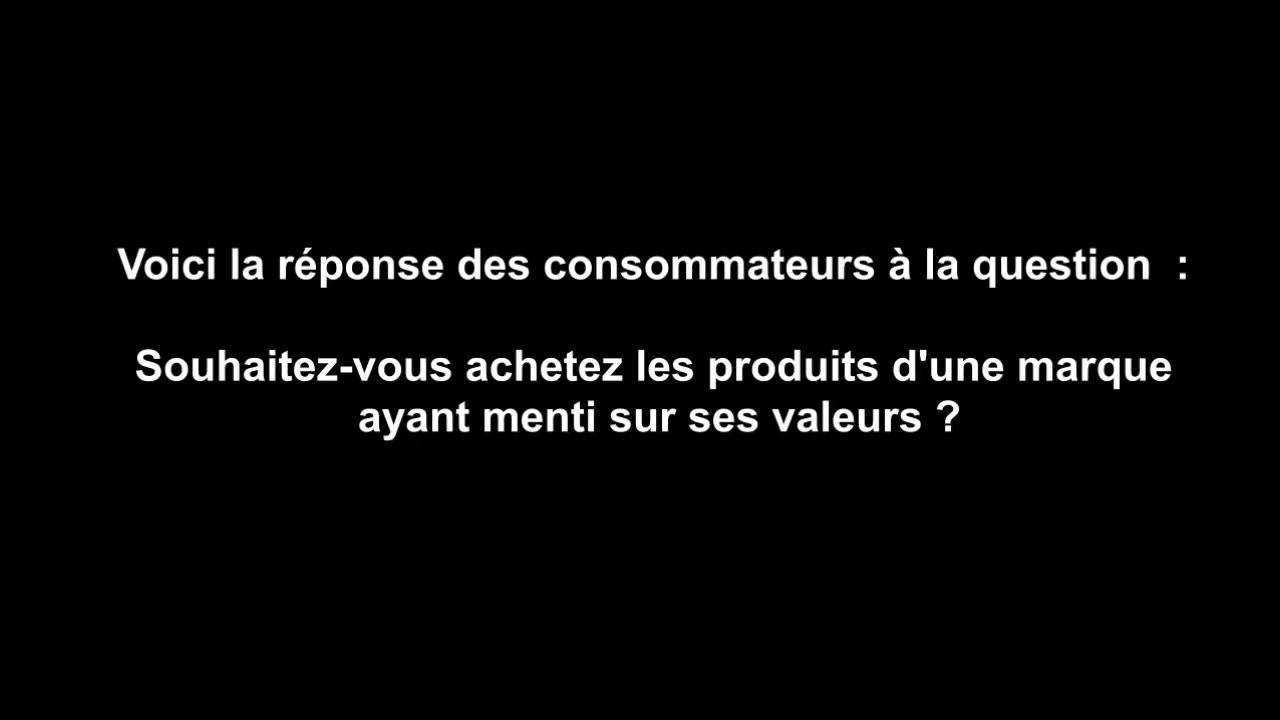 Voici la réponse des consommateurs à la question  :
Souhaitez-vous achetez les produits d'une marque
ayant menti sur ses valeurs ?